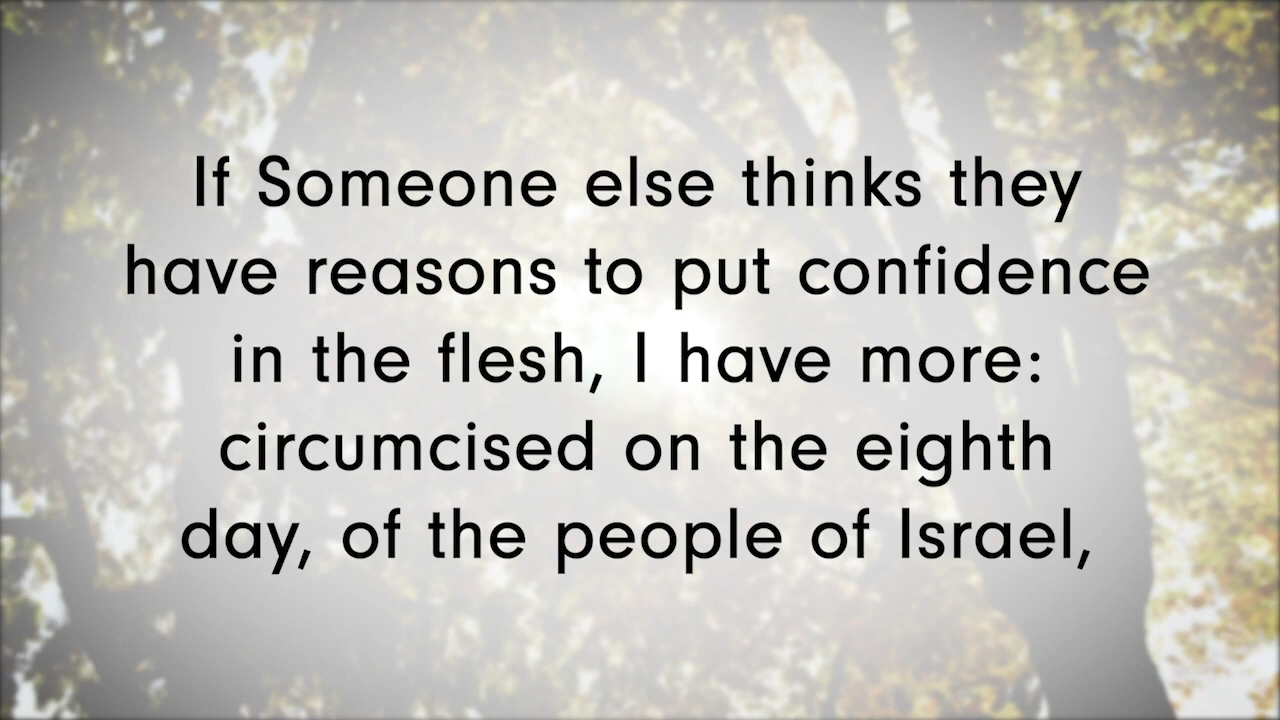 If Someone else thinks they
have reasons to put confidence
in the flesh, I have more:
circumcised on the eighth
day, of the people of Israel,